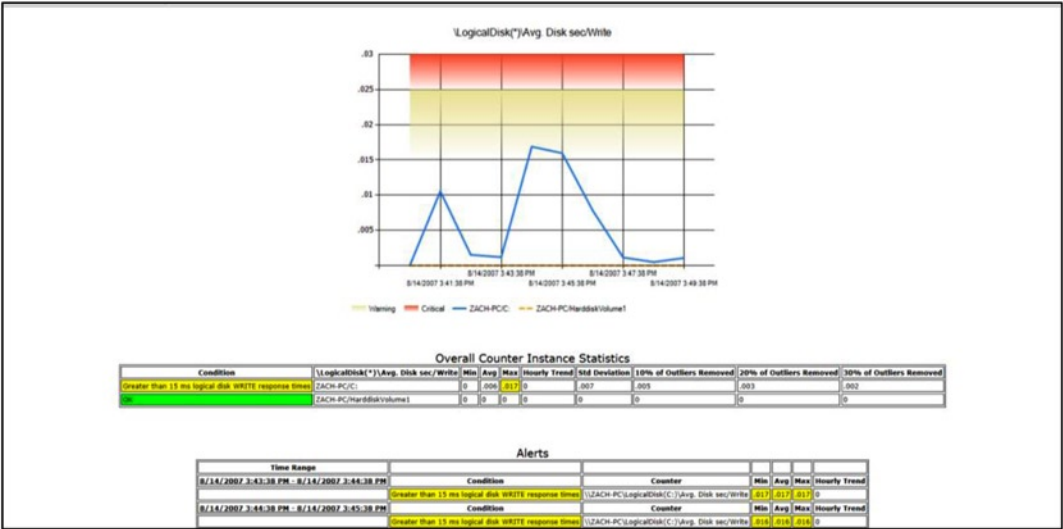 \LogicalDisk(*)\Avg. Disk sec/Write
.03
.025
.02
.015
.01
.005
8/14/2007 3:43:38 PM 8/14/2007 3:47:38 PM
8/14/2007 3:41:38 PM 8/14/2007 3:45:38 PM 8/14/2007 3:49:38 PM
Warning Critical ZACH-PC/C: ZACH-PC/HarddiskVolume1
Overall Counter Instance Statistics
Condition \LogicalDisk(*)\Avg. Disk sec/Write Min Avg Max Hourly Trend Std Deviation 10% of Outliers Removed 20% of Outliers Removed 30% of Outliers Removed
Greater than 15 ms logical disk WRITE response times ZACH-PC/C: 0 .006 .017 0 .007 .005 .003 .002
OK ZACH-PC/HarddiskVolume1 0 0 0 0 0 0 0 0
Alerts
Time Range
8/14/2007 3:43:38 PM - 8/14/2007 3:44:38 PM Condition Counter Min Avg Max Hourly Trend
Greater than 15 ms logical disk WRITE response times \\ZACH-PC\LogicalDisk(C:)\Avg. Disk sec/Write .017 .017 .017 0
8/14/2007 3:44:38 PM - 8/14/2007 3:45:38 PM Condition Counter Min Avg Max Hourly Trend
Greater than 15 ms logical disk WRITE response times \\ZACH-PC\LogicalDisk(C:)\Avg. Disk sec/Write .016 .016 .016 0